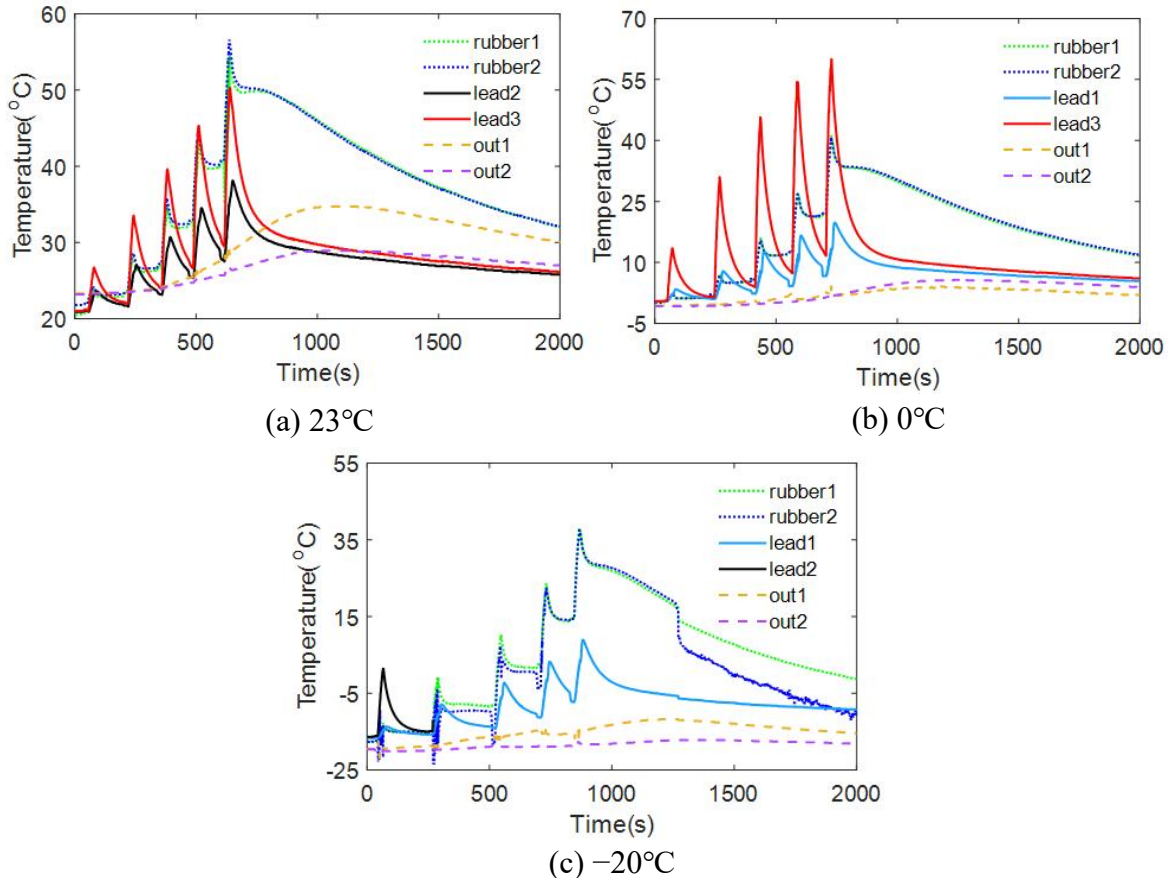 60
50
40
30
20
Temperature( °C)
0
500
1000
1500
2000
Time(s)
rubber1
rubber2
lead2
lead3
out1
out2
(a) 23℃
70
55
40
25
10
-5
Temperature( °C)
0
500
1000
1500
2000
Time(s)
rubber1
rubber2
lead1
lead3
out1
out2
(b) 0℃
55
35
15
-5
-25
Temperature( °C)
0
500
1000
1500
2000
Time(s)
rubber1
rubber2
lead1
lead2
out1
out2
(c) −20℃